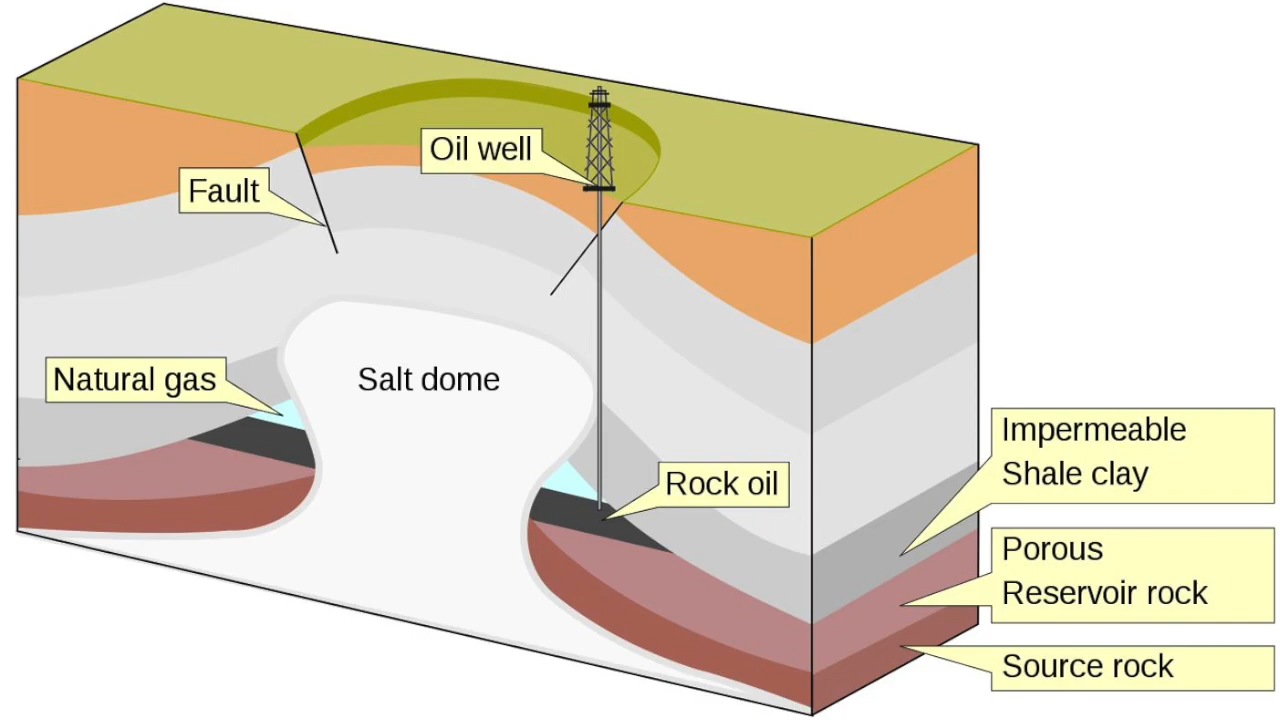 Oil well
Fault
Natural gas
Salt dome
Rock oil
Impermeable
Shale clay
Porous
Reservoir rock
Source rock